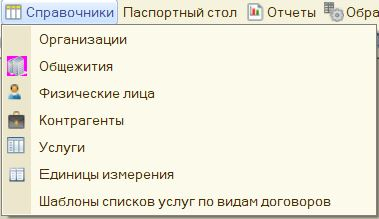 Справочники Паспортный стол Отчеты Обра
Организации
Общежития
Физические лица
Контрагенты
Услуги
Единицы измерения
Шаблоны списков услуг по видам договоров